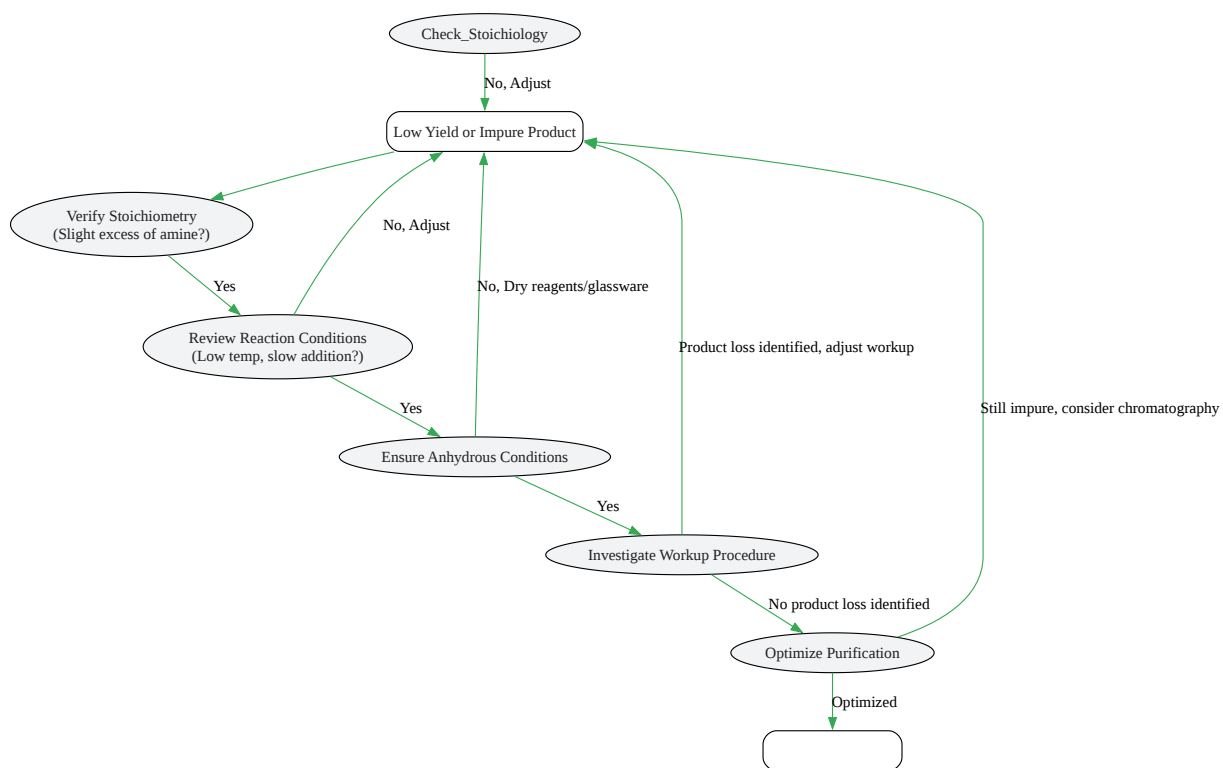 Check_Stoichiology
No, Adjust
Low Yield or Impure Product
Verify Stoichiometry
(Slight excess of amine?)
No, Adjust
Yes
No, Dry reagents/glassware
Review Reaction Conditions
(Low temp, slow addition?)
Product loss identified, adjust workup
Yes
Still impure, consider chromatography
Ensure Anhydrous Conditions
Yes
Investigate Workup Procedure
No product loss identified
Optimize Purification
Optimized